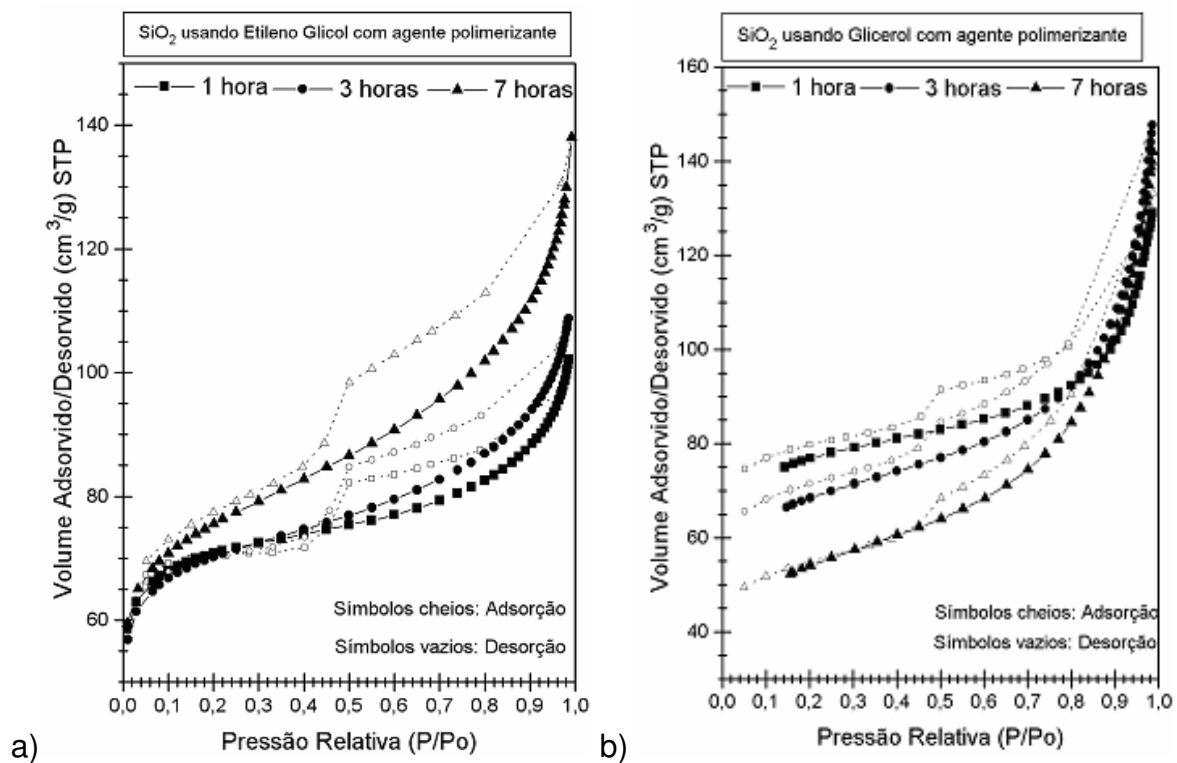 SiO2 usando Etileno Glicol com agente polimerizante
1 hora 3 horas 7 horas
Volume Adsorvido/Desorvido (cm3/g) STP
140
120
100
80
60
Símbolos cheios: Adsorção
Símbolos vazios: Desorção
0,0 0,1 0,2 0,3 0,4 0,5 0,6 0,7 0,8 0,9 1,0
Pressão Relativa (P/Po)
a)
SiO2 usando Glicerol com agente polimerizante
1 hora 3 horas 7 horas
Volume Adsorvido/Desorvido (cm3/g) STP
160
140
120
100
80
60
40
Símbolos cheios: Adsorção
Símbolos vazios: Desorção
0,0 0,1 0,2 0,3 0,4 0,5 0,6 0,7 0,8 0,9 1,0
Pressão Relativa (P/Po)
b)